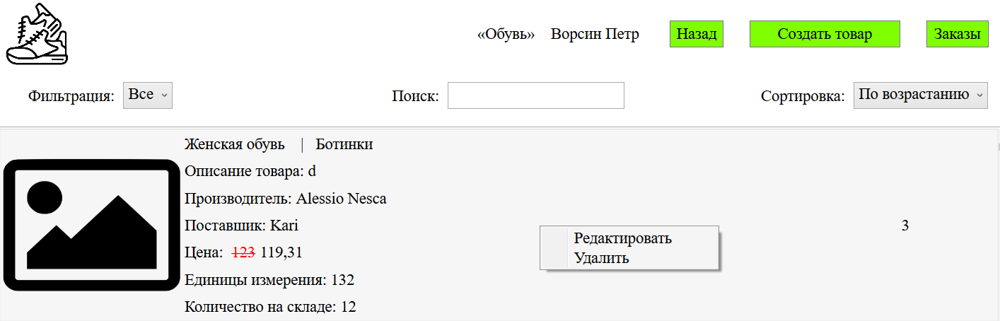 «Обувь» Ворсин Петр Назад Создать товар Заказы
Фильтрация: Все Поиск: Сортировка: По возрастанию
Женская обувь | Ботинки
Описание товара: d
Производитель: Alessio Nesca
Поставшик: Kari
3
Цена: 123 119,31
Единицы измерения: 132
Количество на складе: 12
Редактировать
Удалить